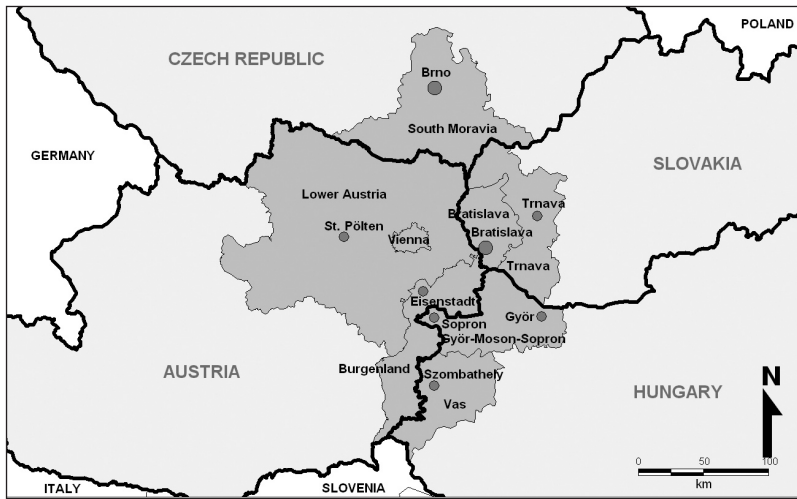 POLAND
CZECH REPUBLIC
Brno
South Moravia
GERMANY
SLOVAKIA
Lower Austria
Trnava
Bratislava
St. Pölten
Vienna
Bratislava
Trnava
Eisenstadt
Sopron
Györ
Györ-Moson-Sopron
AUSTRIA
Burgenland
Szombathely
Vas
HUNGARY
N
0 50 100
km
ITALY
SLOVENIA